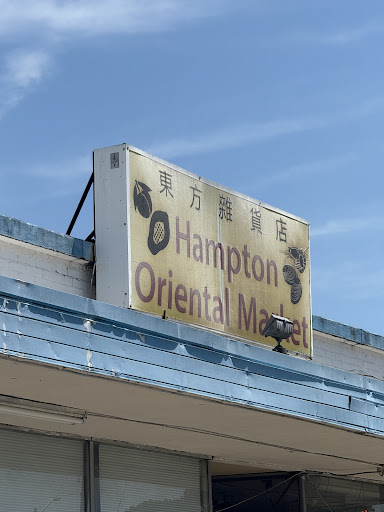 東方雜貨店
Hampton
Oriental Market